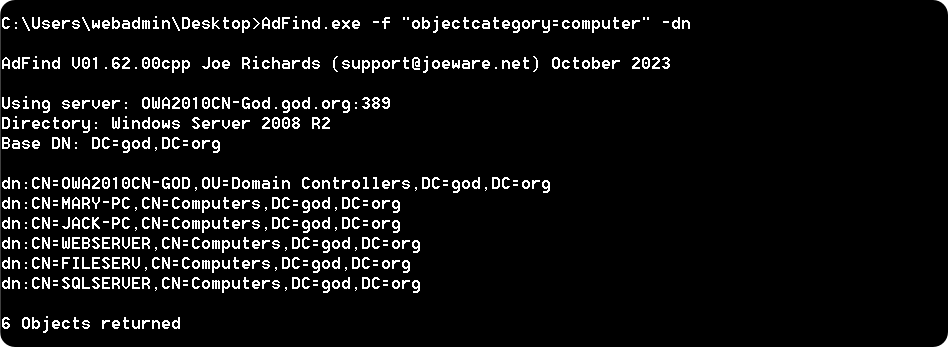 C:\Users\webadmin\Desktop>AdFind.exe -f "objectcategory=computer" -dn
AdFind V01.62.00cpp Joe Richards (support@joeware.net) October 2023
Using server: OWA2010CN-God.god.org:389
Directory: Windows Server 2008 R2
Base DN: DC=god,DC=org
dn:CN=OWA2010CN-GOD,OU=Domain Controllers,DC=god,DC=org
dn:CN=MARY-PC,CN=Computers,DC=god,DC=org
dn:CN=JACK-PC,CN=Computers,DC=god,DC=org
dn:CN=WEBSERVER,CN=Computers,DC=god,DC=org
dn:CN=FILESERV,CN=Computers,DC=god,DC=org
dn:CN=SQLSERVER,CN=Computers,DC=god,DC=org
6 Objects returned